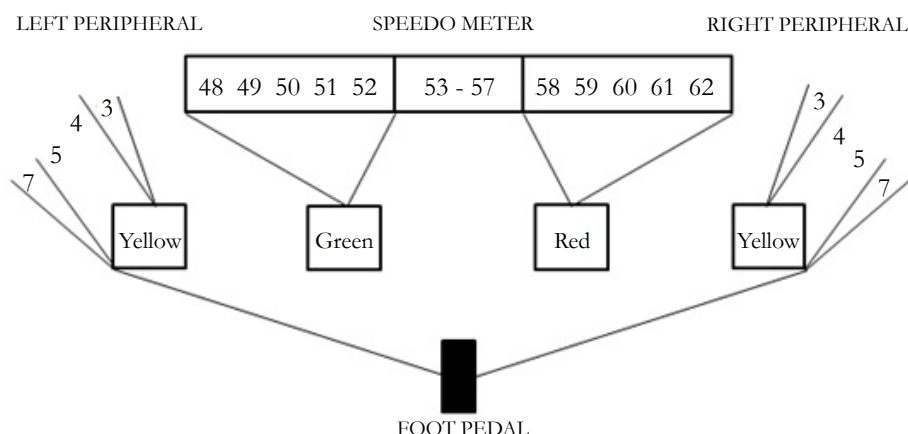 LEFT PERIPHERAL SPEEDO METER RIGHT PERIPHERAL
48 49 50 51 52 53 - 57 58 59 60 61 62
3 3
4 4
5 5
7 7
Yellow Green Red Yellow
FOOT PEDAL